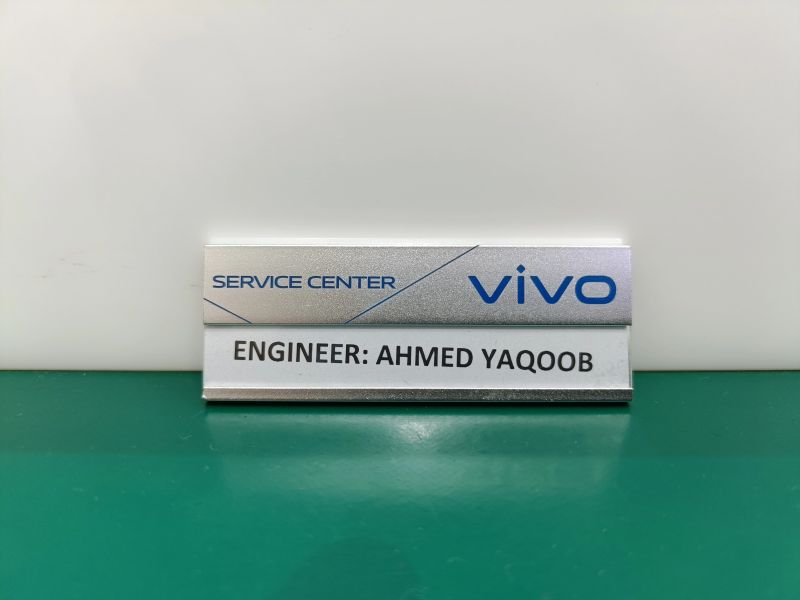 SERVICE CENTER vivo
ENGINEER: AHMED YAQOOB